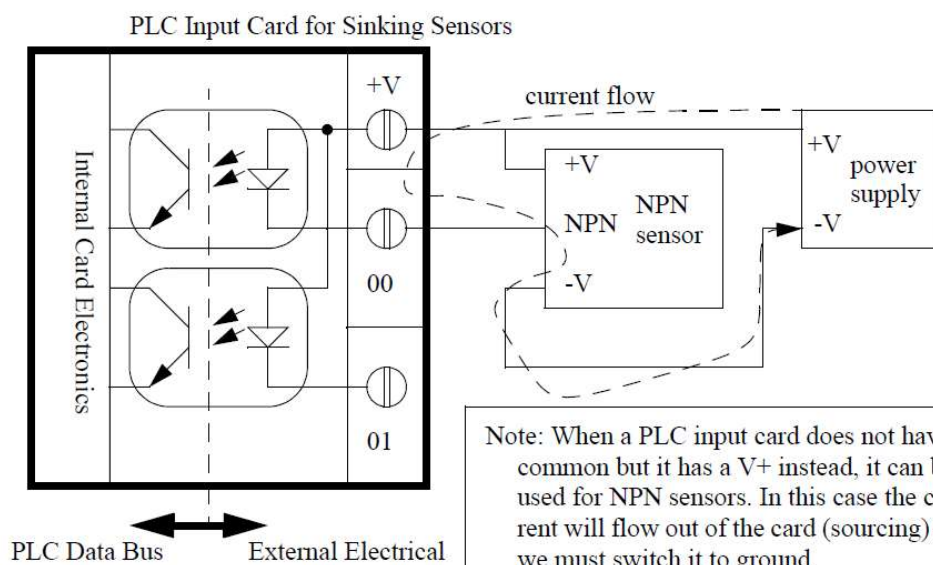 PLC Input Card for Sinking Sensors
+V
current flow
Internal Card Electronics
+V
NPN
NPN
sensor
-V
+V
power
supply
-V
00
01
Note: When a PLC input card does not hav
common but it has a V+ instead, it can b
used for NPN sensors. In this case the c
rent will flow out of the card (sourcing)
we must switch it to ground
PLC Data Bus
External Electrical